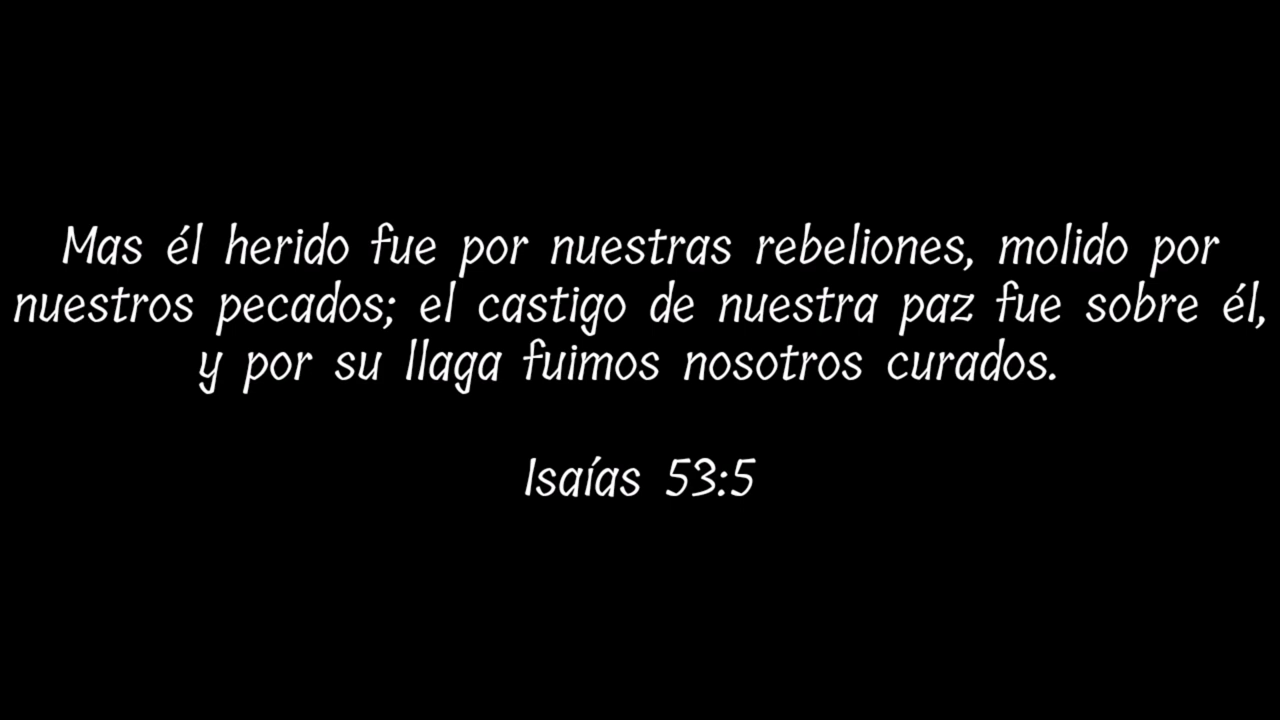 Mas él herido fue por nuestras rebeliones, molido por
nuestros pecados; el castigo de nuestra paz fue sobre él,
y por su llaga fuimos nosotros curados.
Isaías 53:5